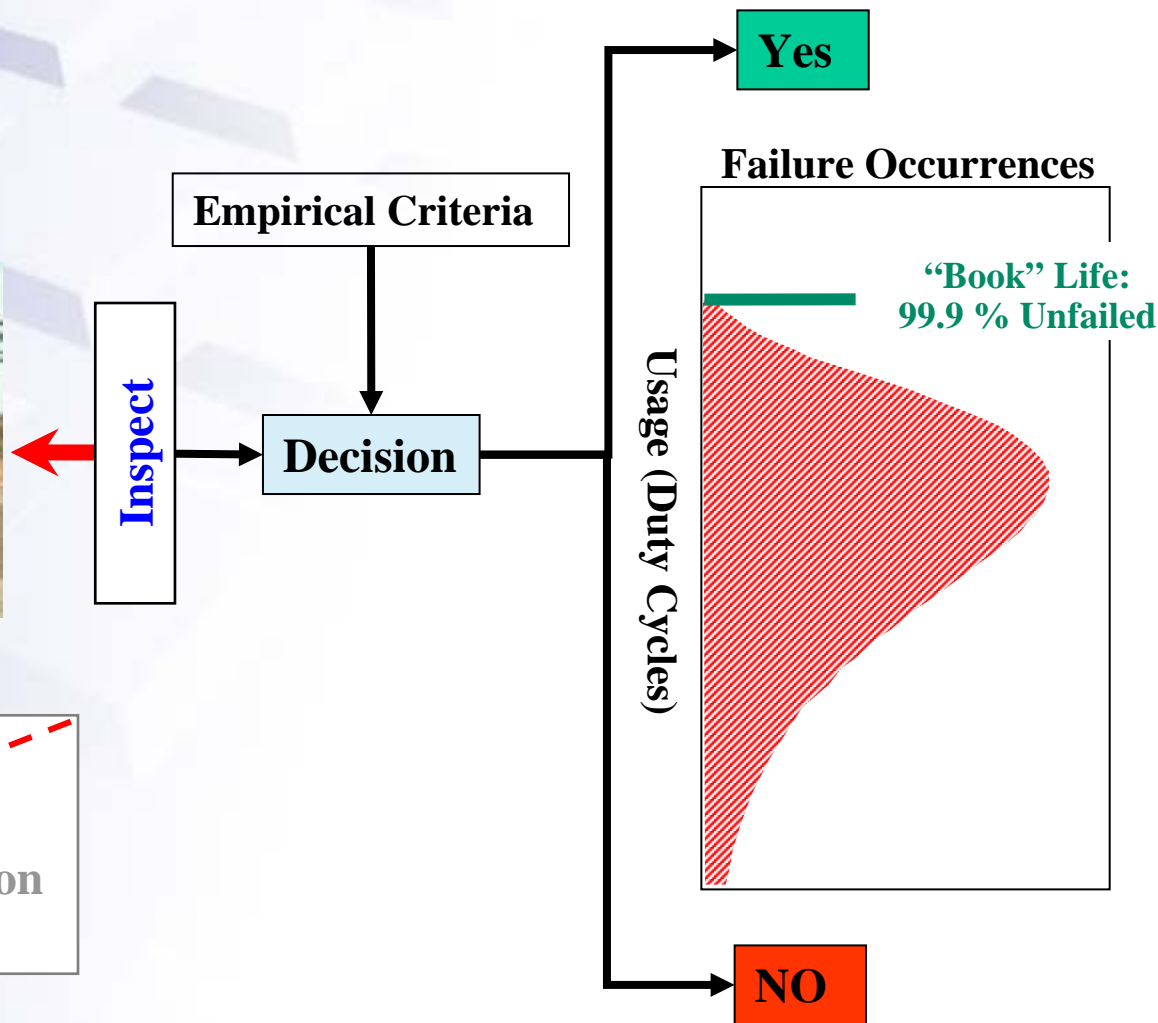 Yes
Failure Occurrences
Empirical Criteria
“Book” Life:
99.9 % Unfailed
Inspect
Decision
Usage (Duty Cycles)
NO